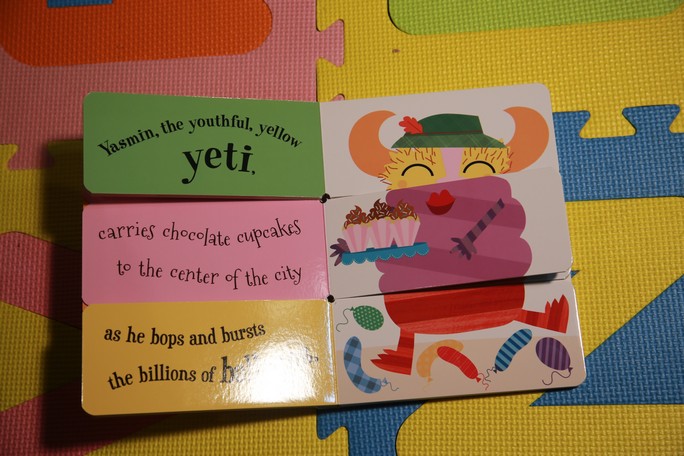 Yasmin, the youthful, yellow
yeti,
carries chocolate cupcakes
to the center of the city
as he bops and bursts
the billions of